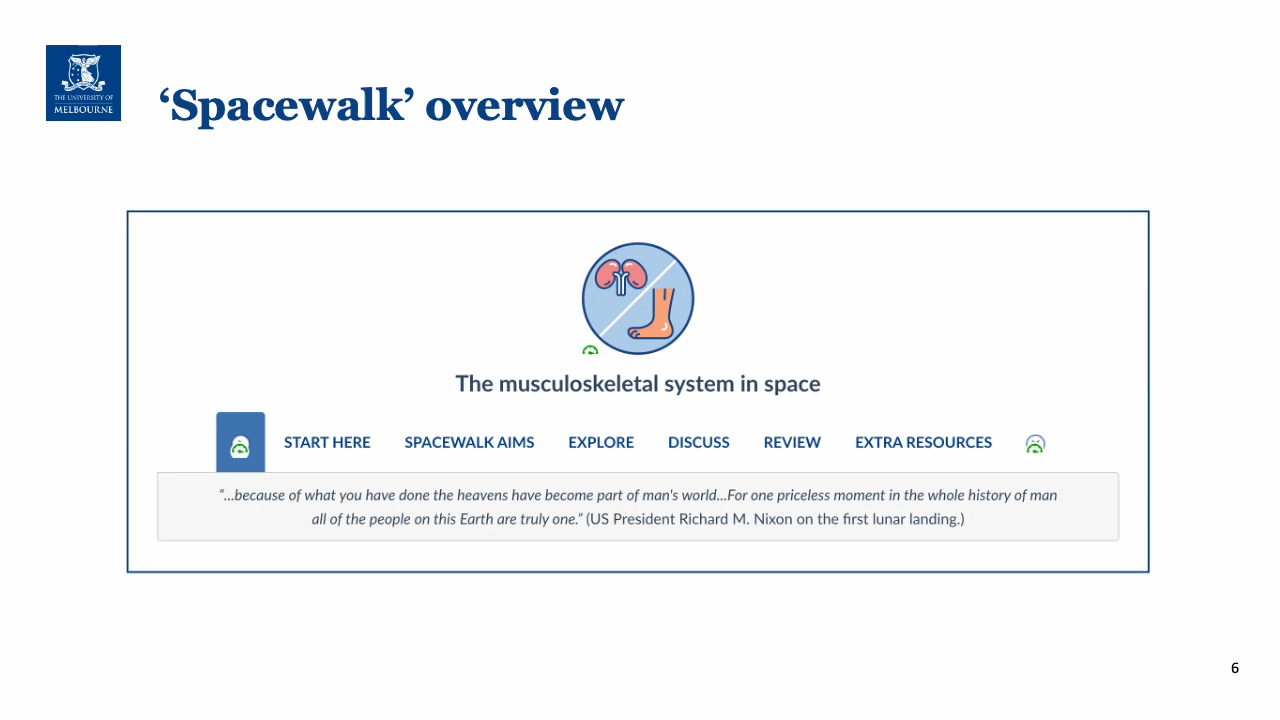 THE UNIVERSITY OF
MELBOURNE
‘Spacewalk’ overview
The musculoskeletal system in space
START HERE SPACEWALK AIMS EXPLORE DISCUSS REVIEW EXTRA RESOURCES
“...because of what you have done the heavens have become part of man's world...For one priceless moment in the whole history of man
all of the people on this Earth are truly one.” (US President Richard M. Nixon on the first lunar landing.)
6